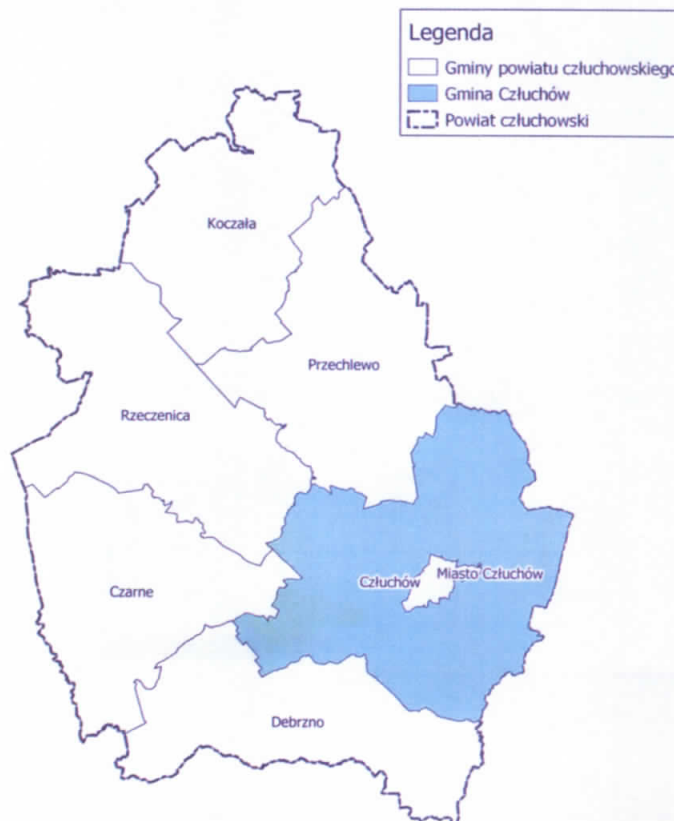 Legenda
Gminy powiatu człuchowskiego
Gmina Człuchów
Powiat człuchowski
Koczała
Przechlewo
Rzeczenica
Człuchów
Miasto Człuchów
Czarne
Debrzno